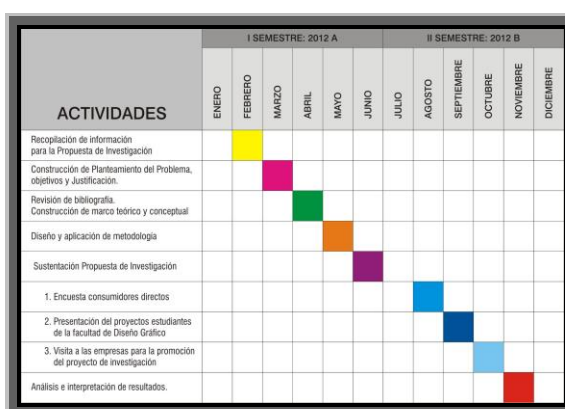 I SEMESTRE: 2012 A
II SEMESTRE: 2012 B
ACTIVIDADES
ENERO
FEBRERO
MARZO
ABRIL
MAYO
JUNIO
JULIO
AGOSTO
SEPTIEMBRE
OCTUBRE
NOVIEMBRE
DICIEMBRE
Recopilación de información
para la Propuesta de Investigación
Construcción de Planteamiento del Problema,
objetivos y Justificación.
Revisión de bibliografía.
Construcción de marco teórico y conceptual
Diseño y aplicación de metodología
Sustentación Propuesta de Investigación
1. Encuesta consumidores directos
2. Presentación del proyectos estudiantes
de la facultad de Diseño Gráfico
3. Visita a las empresas para la promoción
del proyecto de investigación
Análisis e interpretación de resultados.